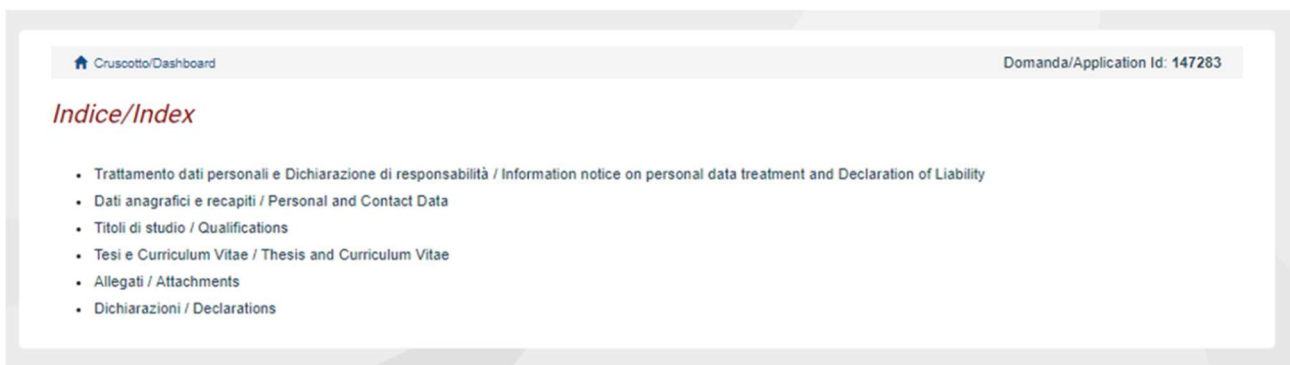 Cruscotto/Dashboard Domanda/Application Id: 147283
Indice/Index
• Trattamento dati personali e Dichiarazione di responsabilità / Information notice on personal data treatment and Declaration of Liability
• Dati anagrafici e recapiti / Personal and Contact Data
• Titoli di studio / Qualifications
• Tesi e Curriculum Vitae / Thesis and Curriculum Vitae
• Allegati / Attachments
• Dichiarazioni / Declarations